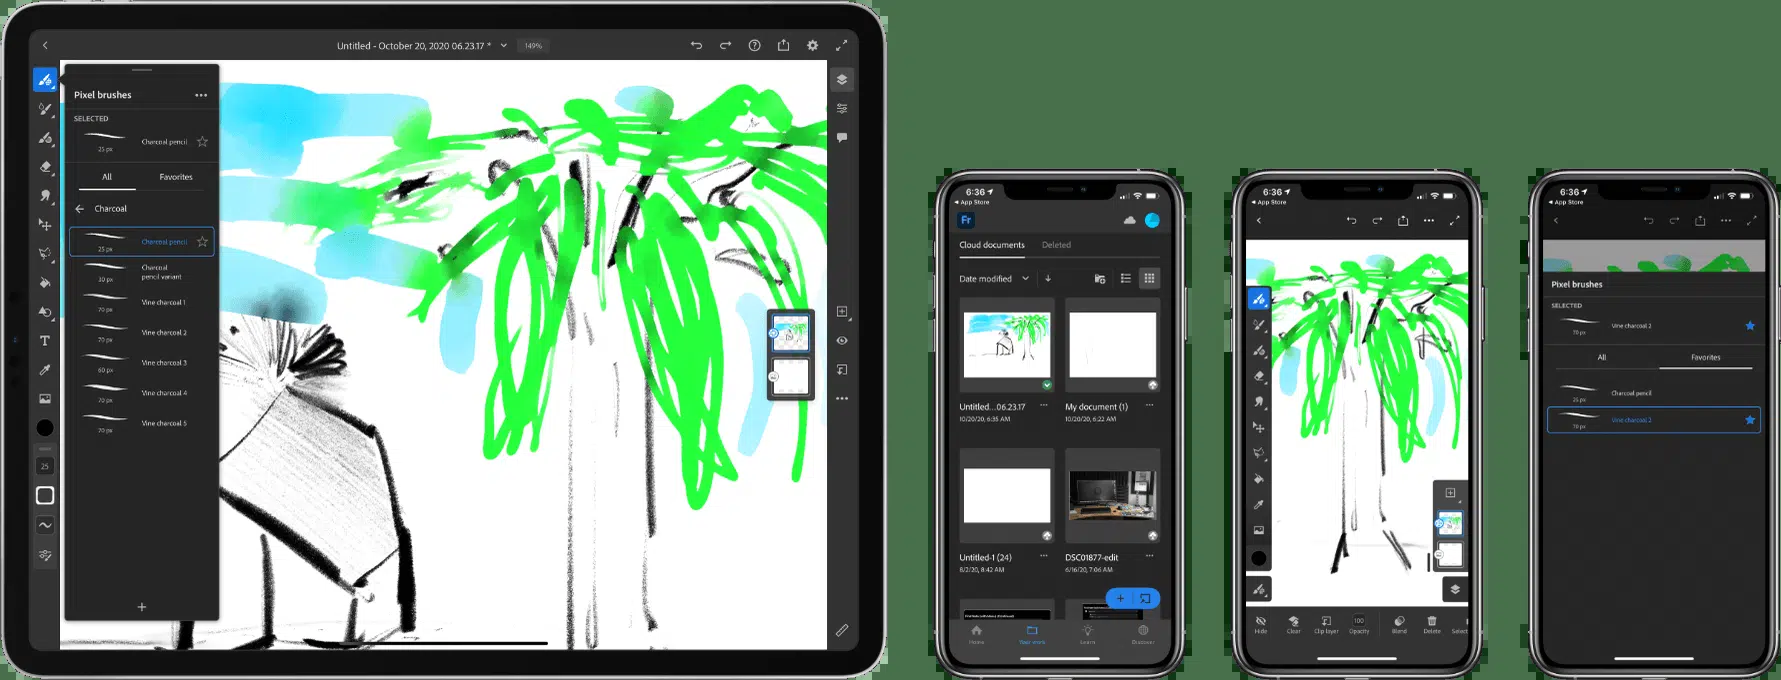 Untitled - October 20, 2020 06.23.17 *
149%
Pixel brushes
SELECTED
Charcoal pencil
25 px
All
Favorites
Charcoal
Charcoal pencil
25 px
Charcoal
pencil variant
30 px
Vine charcoal 1
70 px
Vine charcoal 2
70 px
Vine charcoal 3
60 px
Vine charcoal 4
70 px
Vine charcoal 5
70 px
T
25
6:36
App Store
Fr
Cloud documents
Deleted
Date modified
Untitled...06.23.17
10/20/20, 6:35 AM
My document (1)
10/20/20, 6:22 AM
Untitled-1 (24)
8/2/20, 8:42 AM
DSC01877-edit
6/16/20, 7:06 AM
Home
Your work
Learn
Discover
6:36
App Store
Hide
Clear
Clip layer
100
Opacity
Blend
Delete
Select
6:36
App Store
Pixel brushes
SELECTED
Vine charcoal 2
70 px
All
Favorites
Charcoal pencil
25 px
Vine charcoal 2
70 px